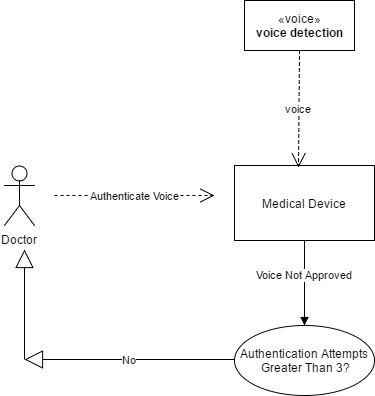 «voice»
voice detection
voice
Authenticate Voice
Medical Device
Doctor
Voice Not Approved
Authentication Attempts
Greater Than 3?
No